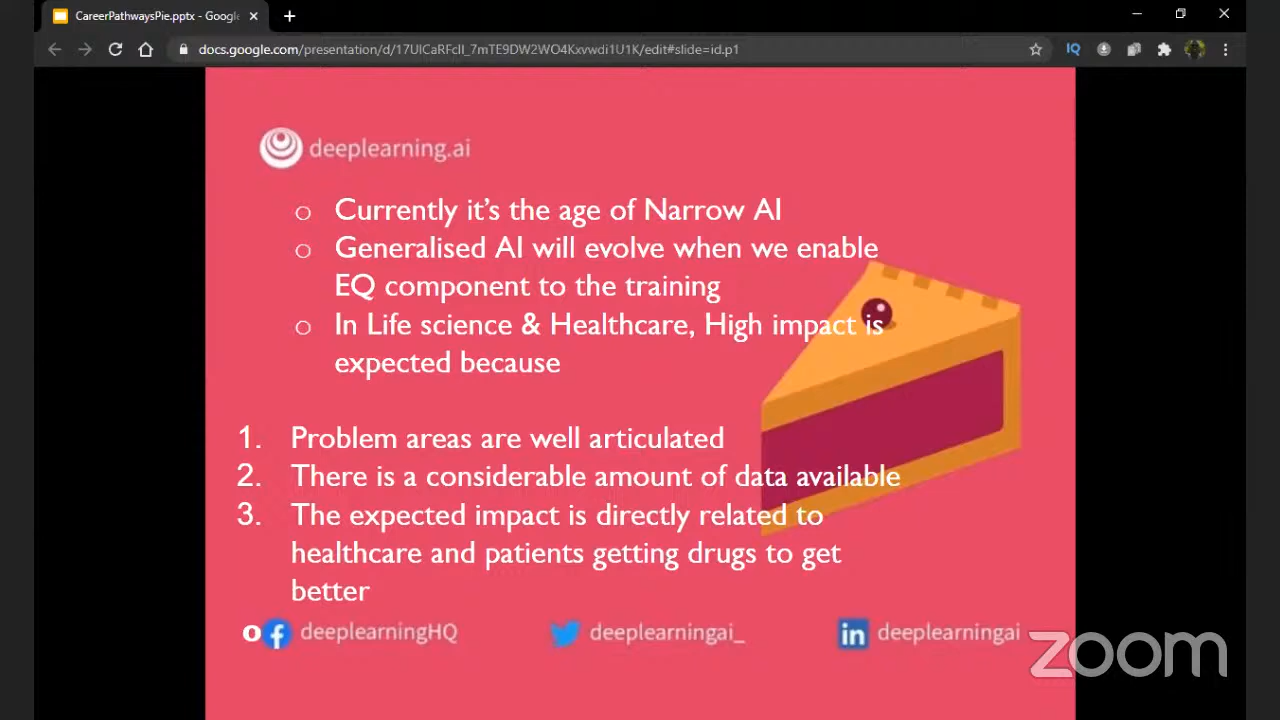 CareerPathwaysPie.pptx - Google
docs.google.com/presentation/d/17UlCaRFclI_7mTE9DW2WO4Kxvwdi1U1K/edit#slide=id.p1
IQ
deeplearning.ai
Currently it's the age of Narrow AI
Generalised AI will evolve when we enable
EQ component to the training
In Life science & Healthcare, High impact is
expected because
1. Problem areas are well articulated
2. There is a considerable amount of data available
3. The expected impact is directly related to
healthcare and patients getting drugs to get
better
deeplearningHQ
deeplearningai_
deeplearningai
zoom